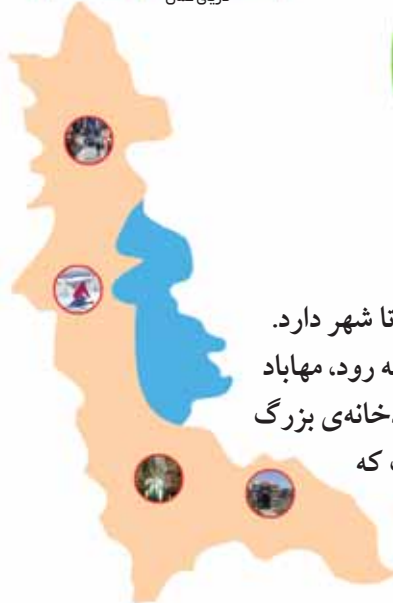 تا شهر دارد.
ه رود، مهاباد
خانه‌ی بزرگ
که